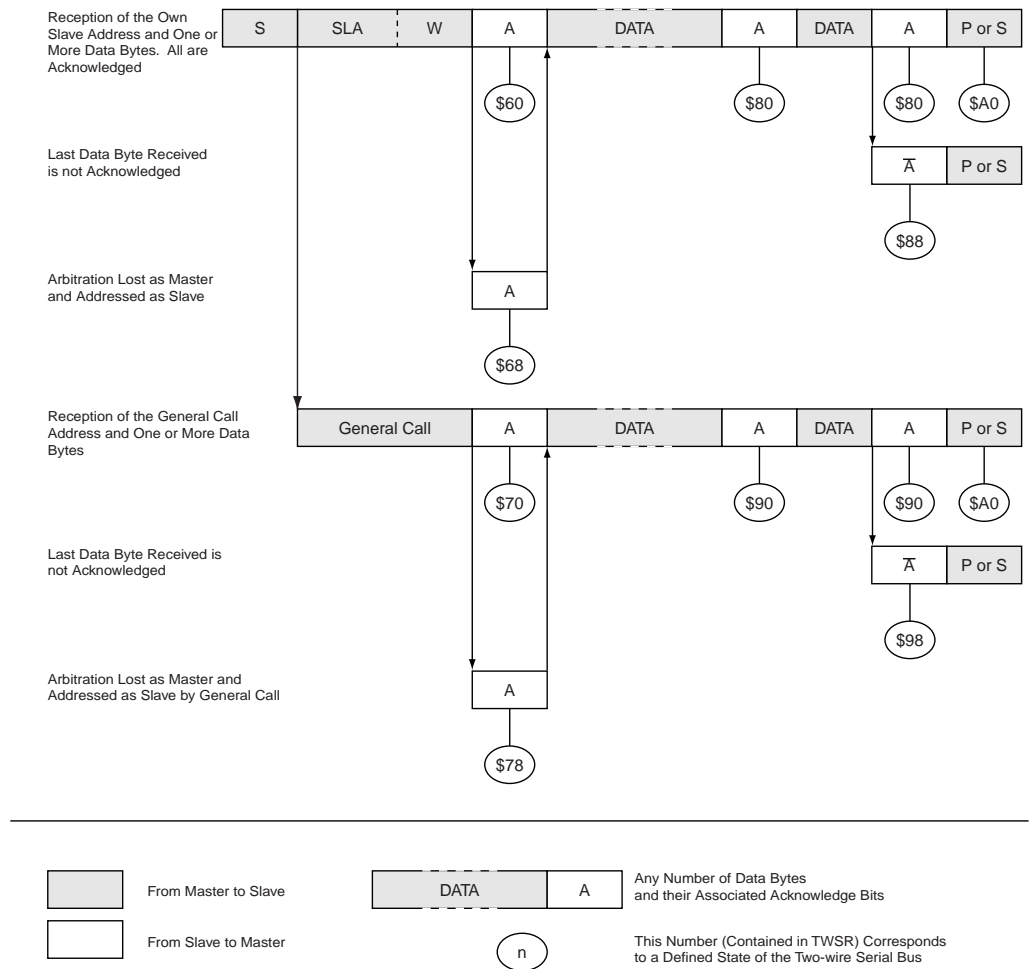 Reception of the Own
Slave Address and One or
More Data Bytes. All are
Acknowledged
S SLA W A DATA A DATA A P or S
$60 $80 $80 $A0
Last Data Byte Received
is not Acknowledged
A̅ P or S
$88
Arbitration Lost as Master
and Addressed as Slave
A
$68
Reception of the General Call
Address and One or More Data
Bytes
General Call A DATA A DATA A P or S
$70 $90 $90 $A0
Last Data Byte Received is
not Acknowledged
A̅ P or S
$98
Arbitration Lost as Master and
Addressed as Slave by General Call
A
$78
From Master to Slave
DATA A
Any Number of Data Bytes
and their Associated Acknowledge Bits
From Slave to Master
n
This Number (Contained in TWSR) Corresponds
to a Defined State of the Two-wire Serial Bus